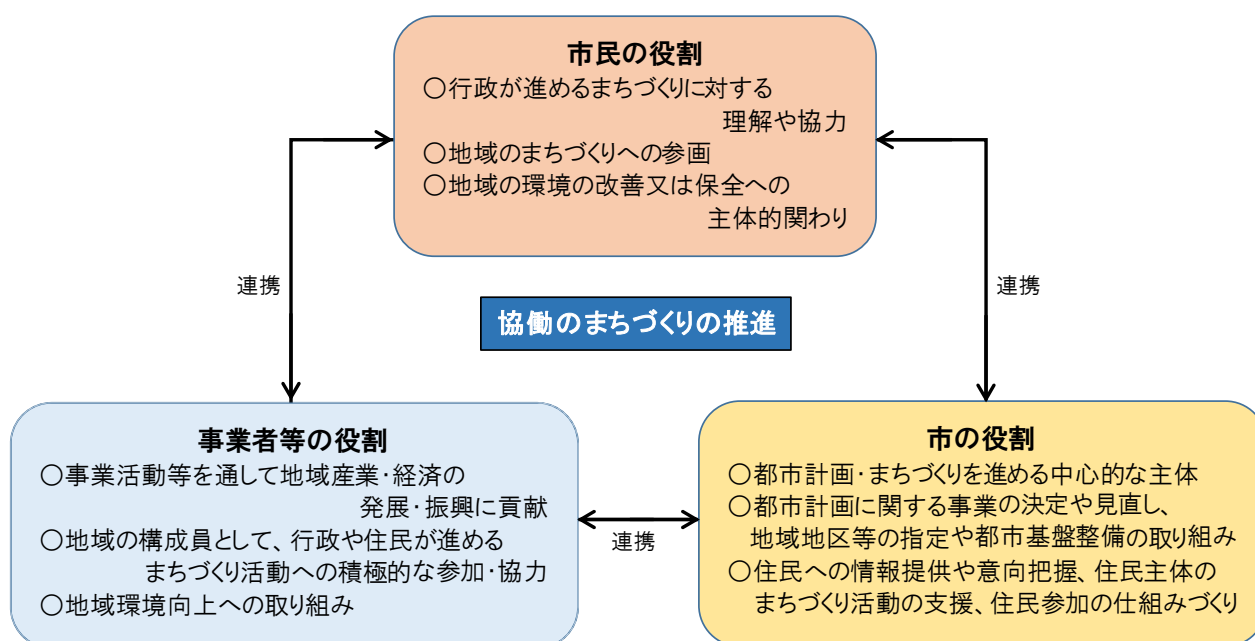 市民の役割
○行政が進めるまちづくりに対する
理解や協力
○地域のまちづくりへの参画
○地域の環境の改善又は保全への
主体的関わり
連携
連携
協働のまちづくりの推進
事業者等の役割
○事業活動等を通して地域産業・経済の
発展・振興に貢献
○地域の構成員として、行政や住民が進める
まちづくり活動への積極的な参加・協力
○地域環境向上への取り組み
連携
市の役割
○都市計画・まちづくりを進める中心的な主体
○都市計画に関する事業の決定や見直し、
地域地区等の指定や都市基盤整備の取り組み
○住民への情報提供や意向把握、住民主体の
まちづくり活動の支援、住民参加の仕組みづくり